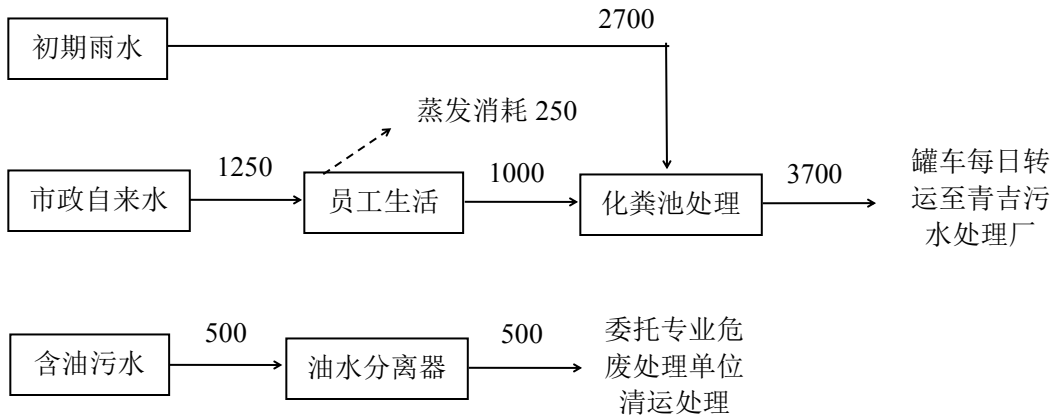 2700
初期雨水
蒸发消耗 250
1250
1000
3700
市政自来水
员工生活
化粪池处理
罐车每日转
运至青吉污
水处理厂
500
500
含油污水
油水分离器
委托专业危
废处理单位
清运处理